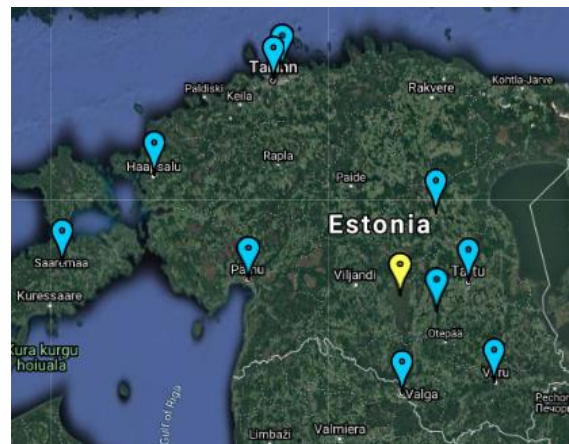 Tallinn
Paldiski
Keila
Rakvere
Kohtla-Järve
Haapsalu
Rapla
Paide
Estonia
Saaremaa
Pärnu
Viljandi
Tartu
Kuressaare
Otepää
Kura kurgu
hoiuala
Valga
Võru
Pechory
Печоры
Gulf of Riga
Limbaži
Valmiera